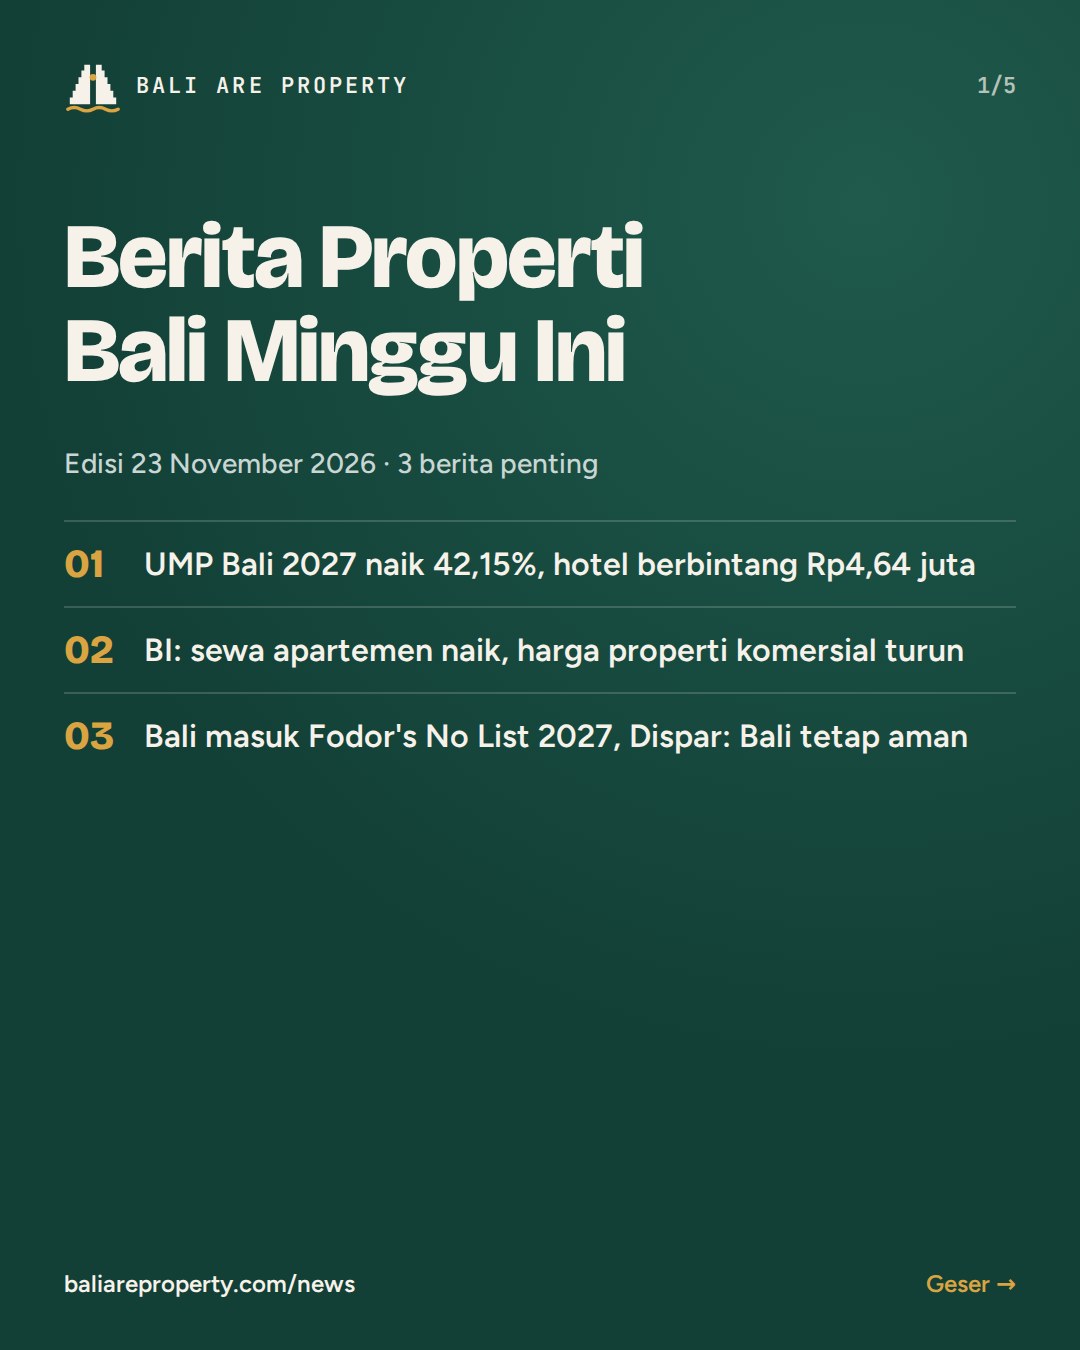 BALI ARE PROPERTY
1/5
Berita Properti
Bali Minggu Ini
Edisi 23 November 2026 · 3 berita penting
01 UMP Bali 2027 naik 42,15%, hotel berbintang Rp4,64 juta
02 BI: sewa apartemen naik, harga properti komersial turun
03 Bali masuk Fodor's No List 2027, Dispar: Bali tetap aman
baliareproperty.com/news
Geser →